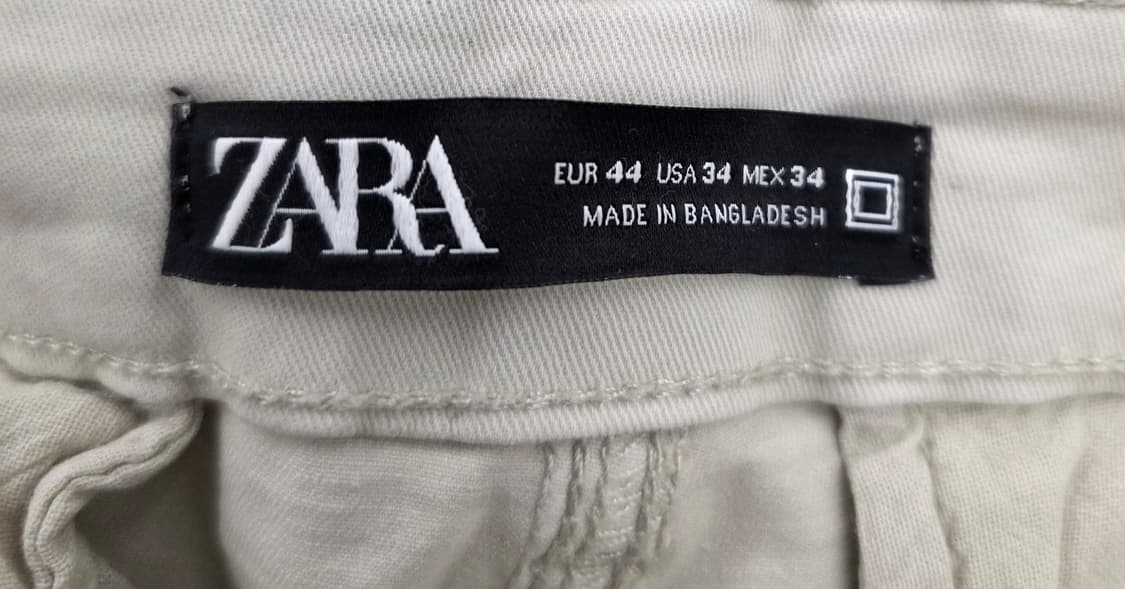 ZARA
EUR 44 USA 34 MEX 34
MADE IN BANGLADESH